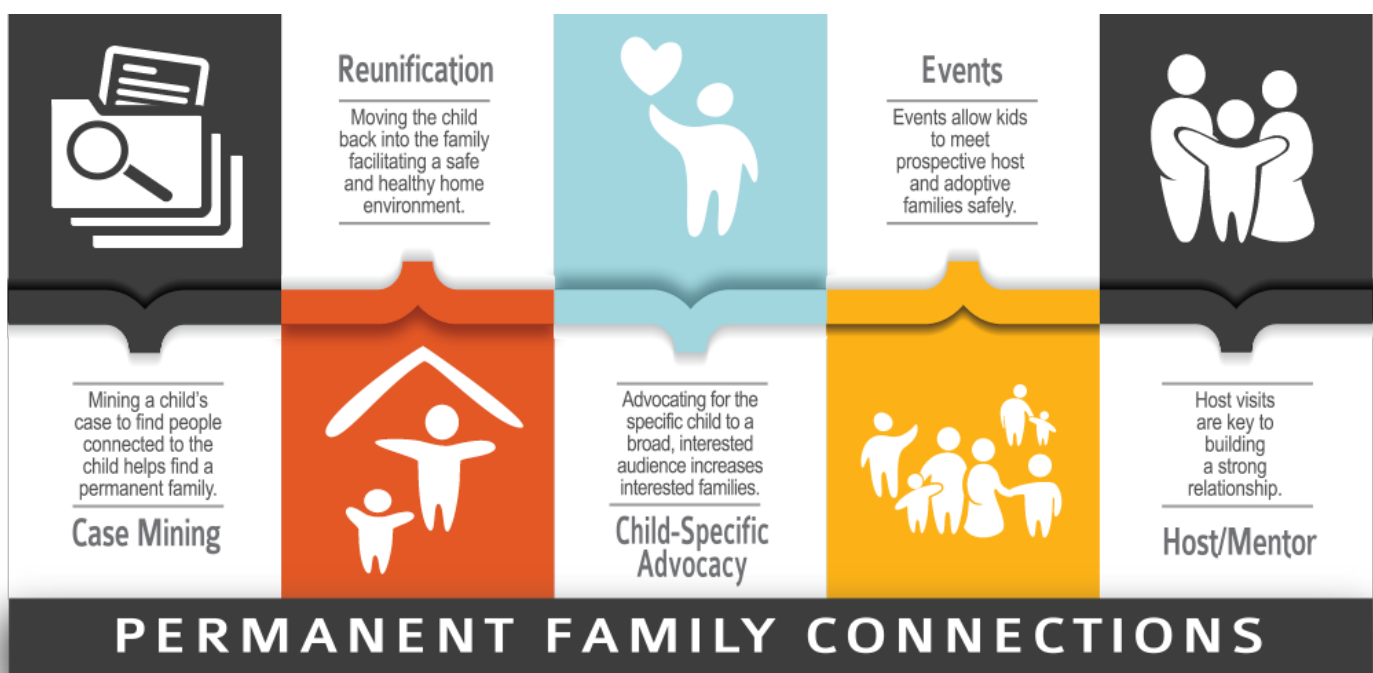 Reunification
Moving the child
back into the family
facilitating a safe
and healthy home
environment.
Events
Events allow kids
to meet
prospective host
and adoptive
families safely.
Mining a child's
case to find people
connected to the
child helps find a
permanent family.
Case Mining
Advocating for the
specific child to a
broad, interested
audience increases
interested families.
Child-Specific
Advocacy
Host visits
are key to
building
a strong
relationship.
Host/Mentor
PERMANENT FAMILY CONNECTIONS